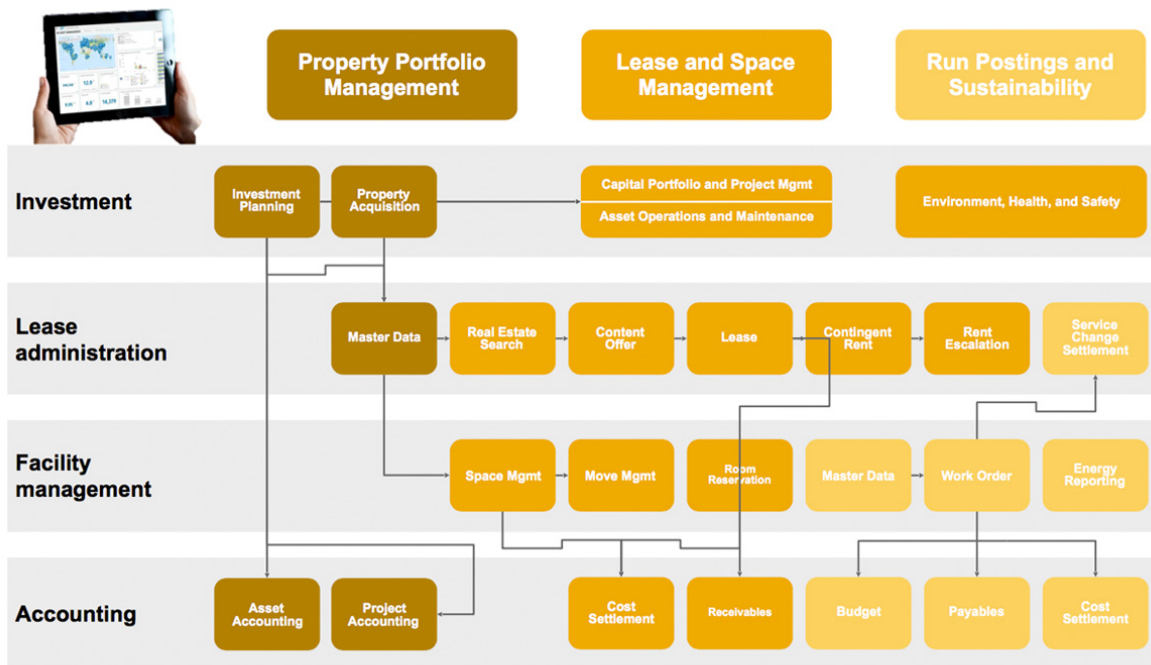 Property Portfolio
Management
Lease and Space
Management
Run Postings and
Sustainability
Investment
Investment
Planning
Property
Acquisition
Capital Portfolio and Project Mgmt
Asset Operations and Maintenance
Environment, Health, and Safety
Lease
administration
Master Data
Real Estate
Search
Content
Offer
Lease
Contingent
Rent
Rent
Escalation
Service
Change
Settlement
Facility
management
Space Mgmt
Move Mgmt
Room
Reservation
Master Data
Work Order
Energy
Reporting
Accounting
Asset
Accounting
Project
Accounting
Cost
Settlement
Receivables
Budget
Payables
Cost
Settlement